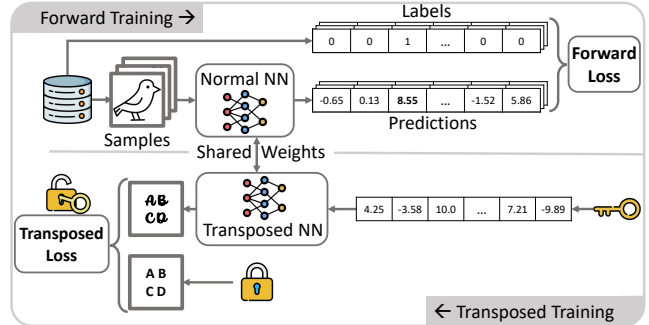 Forward Training →
Labels
0 0 1 ... 0 0
Forward
Loss
Normal NN
-0.65 0.13 8.55 ... -1.52 5.86
Samples
Predictions
Shared Weights
AB
CD
4.25 -3.58 10.0 ... 7.21 -9.89
Transposed
Loss
Transposed NN
A B
C D
← Transposed Training